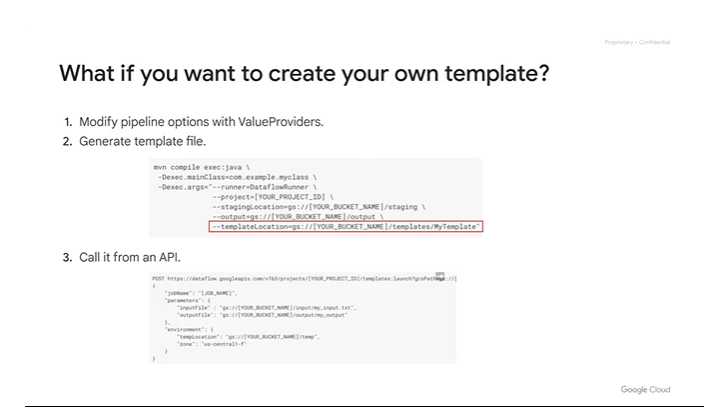 Proprietary + Confidential
What if you want to create your own template?
1. Modify pipeline options with ValueProviders.
2. Generate template file.
mvn compile exec:java \
-Dexec.mainClass=com.example.myclass \
-Dexec.args="--runner=DataflowRunner \
--project=[YOUR_PROJECT_ID] \
--stagingLocation=gs://[YOUR_BUCKET_NAME]/staging \
--output=gs://[YOUR_BUCKET_NAME]/output \
--templateLocation=gs://[YOUR_BUCKET_NAME]/templates/MyTemplate"
3. Call it from an API.
POST https://dataflow.googleapis.com/v1b3/projects/[YOUR_PROJECT_ID]/templates:launch?gcsPath
{
"jobName": "[JOB_NAME]",
"parameters": {
"inputFile" : "gs://[YOUR_BUCKET_NAME]/input/my_input.txt",
"outputFile": "gs://[YOUR_BUCKET_NAME]/output/my_output"
},
"environment": {
"tempLocation": "gs://[YOUR_BUCKET_NAME]/temp",
"zone": "us-central1-f"
}
}
Google Cloud